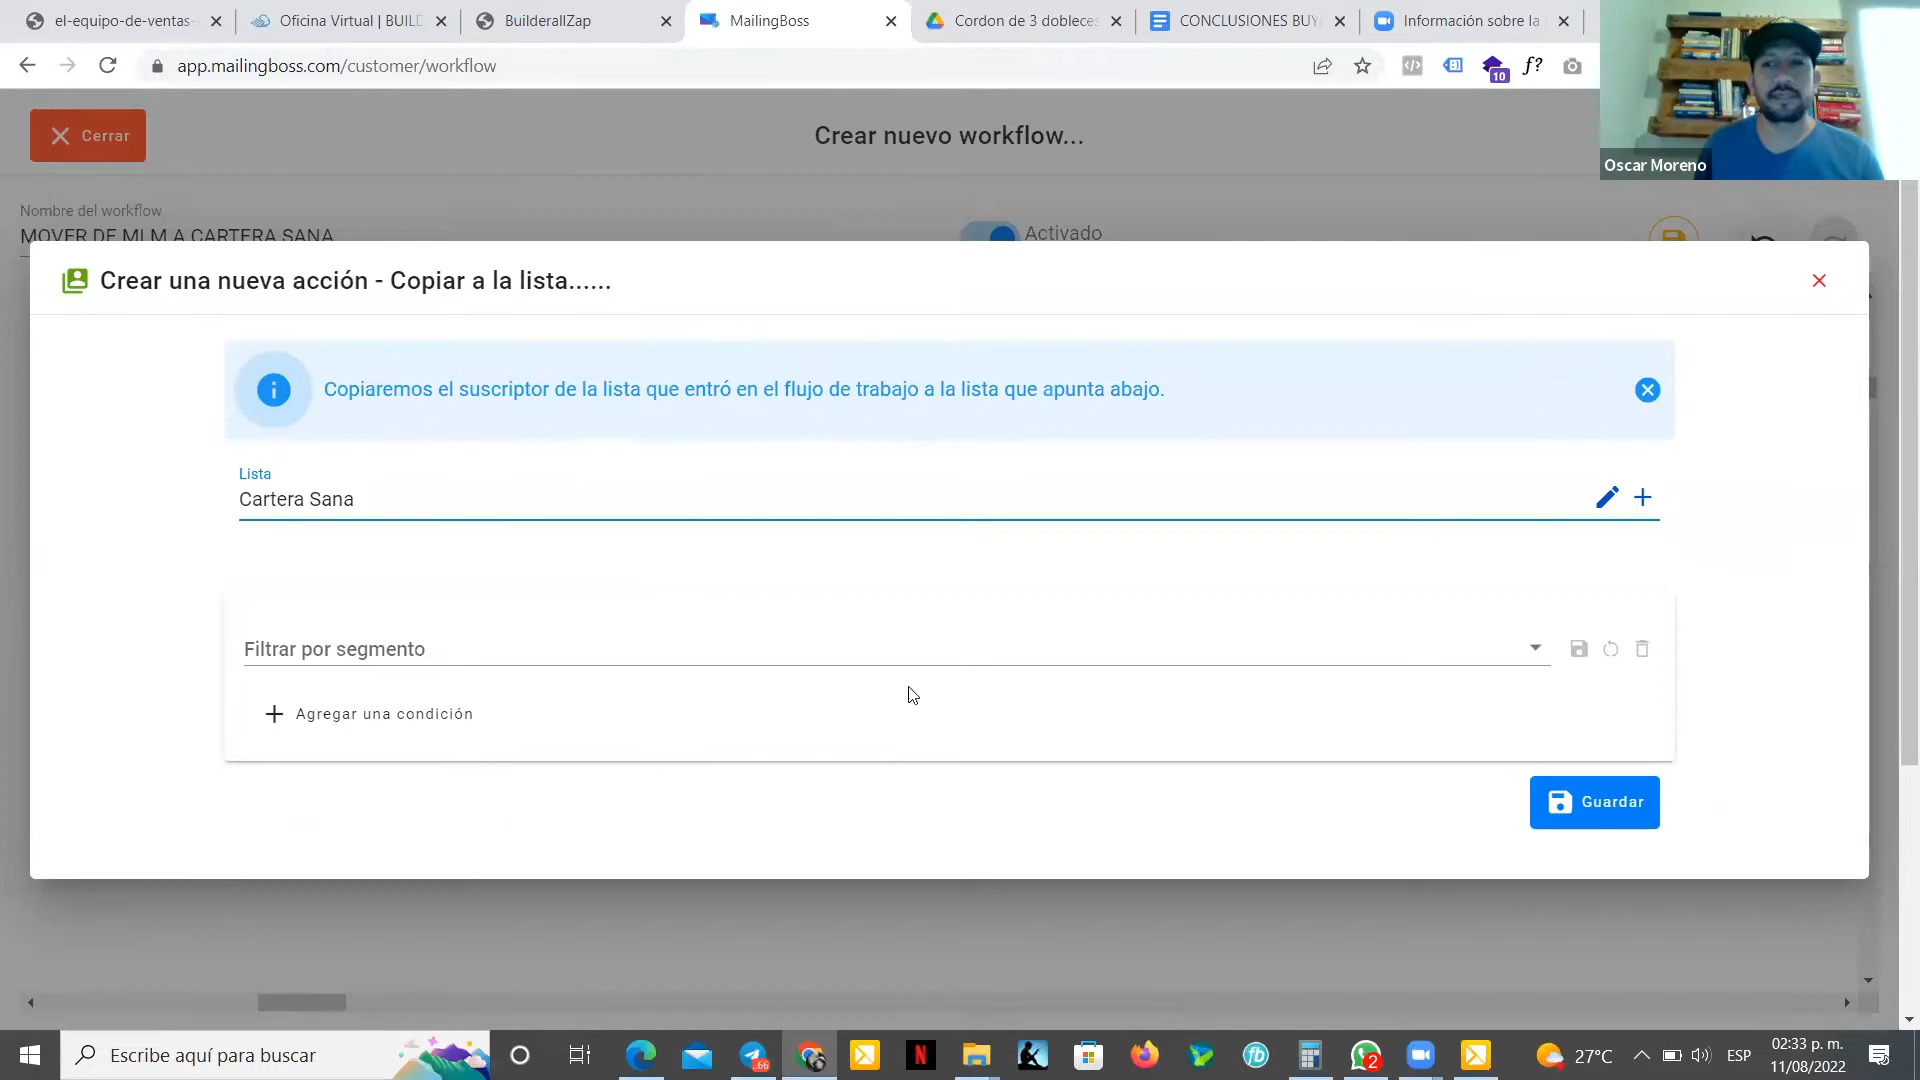 el-equipo-de-ventas-
Oficina Virtual | BUILD
BuilderallZap
MailingBoss
Cordon de 3 dobleces
CONCLUSIONES BUY
Información sobre la
app.mailingboss.com/customer/workflow
10
f?
Cerrar
Crear nuevo workflow...
Oscar Moreno
Nombre del workflow
MOVER DE MLM A CARTERA SANA
Activado
Crear una nueva acción - Copiar a la lista......
Copiaremos el suscriptor de la lista que entró en el flujo de trabajo a la lista que apunta abajo.
Lista
Cartera Sana
Filtrar por segmento
Agregar una condición
Guardar
Escribe aquí para buscar
.66
N
fb
2
27°C
ESP
02:33 p. m.
11/08/2022